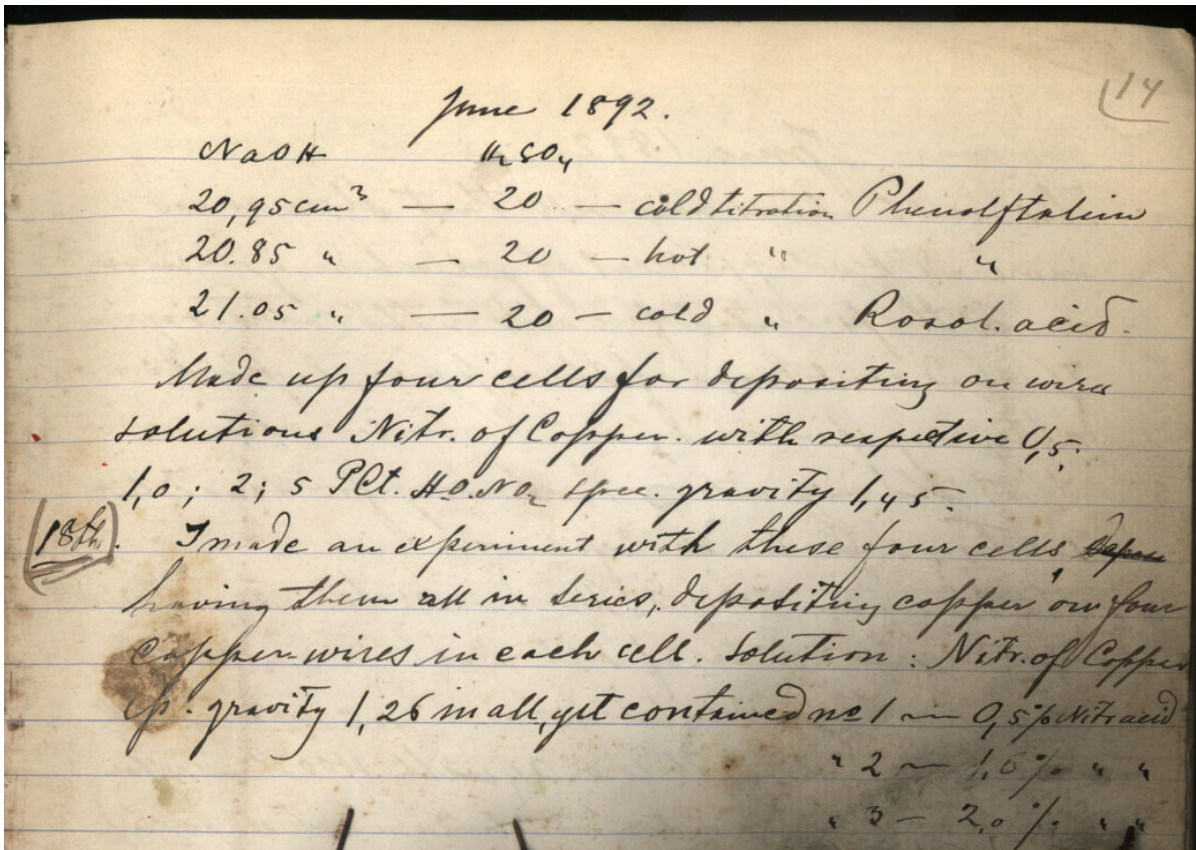 14
June 1892.
NaOH H₂SO₄
20,95 cm³ — 20 — cold titration Phenolftalein
20.85 " — 20 — hot " "
21.05 " — 20 — cold " Rosol. acid.
Made up four cells for depositing on wires
solutions Nitr. of Copper. with respective 0,5;
1,0; 2; 5 PCt. HO.NO₂ spec. gravity 1,45.
18th. I made an experiment with these four cells,
having them all in series, depositing copper on four
copper-wires in each cell. Solution: Nitr. of Copper
Sp. gravity 1,26 in all, yet contained no 1 — 0,5% Nitr acid
" 2 — 1,0% " "
" 3 — 2,0% " "